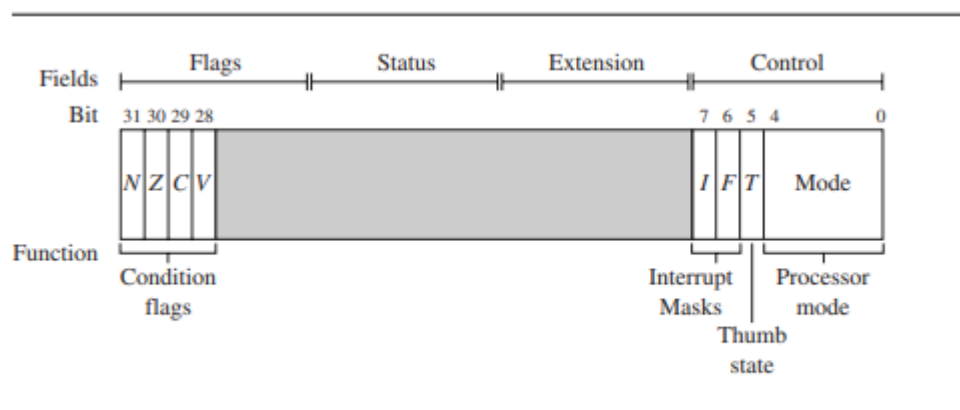 Fields Flags Status Extension Control
Bit 31 30 29 28 7 6 5 4 0
N Z C V I F T Mode
Function
Condition Interrupt Processor
flags Masks mode
Thumb
state